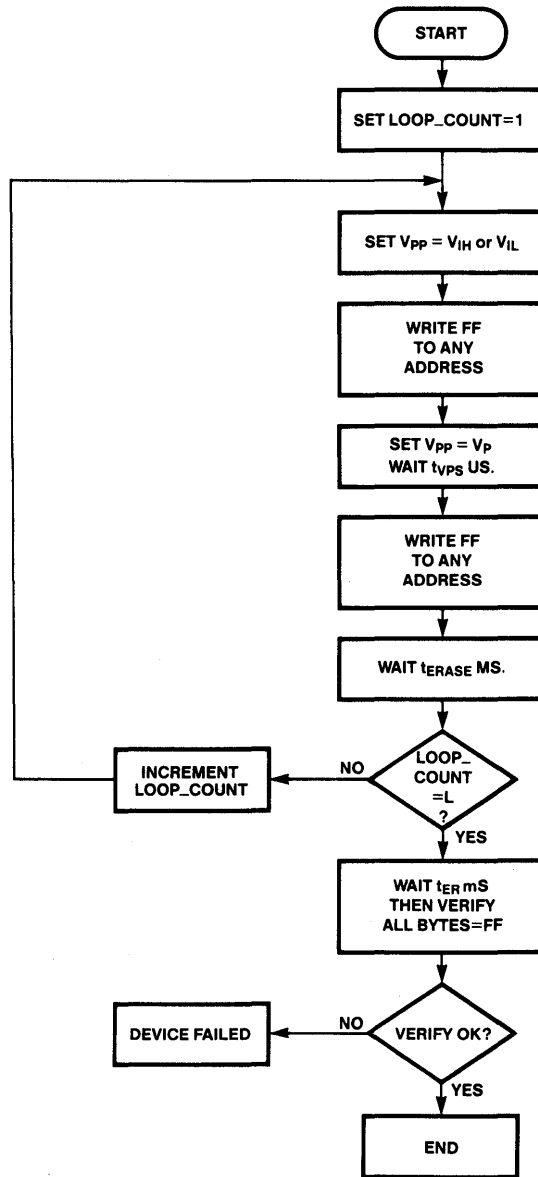 START
SET LOOP_COUNT=1
SET VPP = VIH or VIL
WRITE FF
TO ANY
ADDRESS
SET VPP = VP
WAIT tVPS US.
WRITE FF
TO ANY
ADDRESS
WAIT tERASE MS.
LOOP_
COUNT
=L
?
NO
INCREMENT
LOOP_COUNT
YES
WAIT tER mS
THEN VERIFY
ALL BYTES=FF
VERIFY OK?
NO
DEVICE FAILED
YES
END